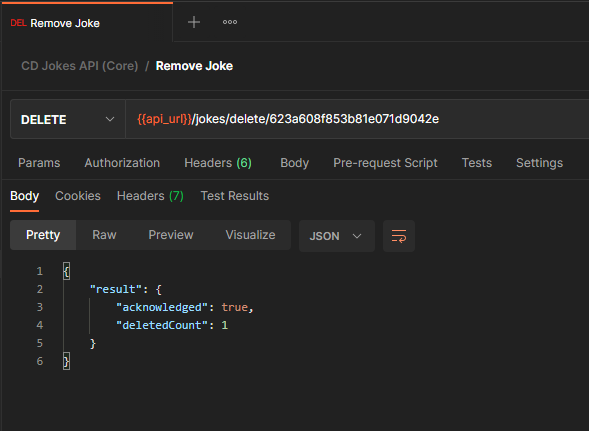 DEL Remove Joke
CD Jokes API (Core) / Remove Joke
DELETE {{api_url}}/jokes/delete/623a608f853b81e071d9042e
Params Authorization Headers (6) Body Pre-request Script Tests Settings
Body Cookies Headers (7) Test Results
Pretty Raw Preview Visualize JSON
1 {
2 "result": {
3 "acknowledged": true,
4 "deletedCount": 1
5 }
6 }